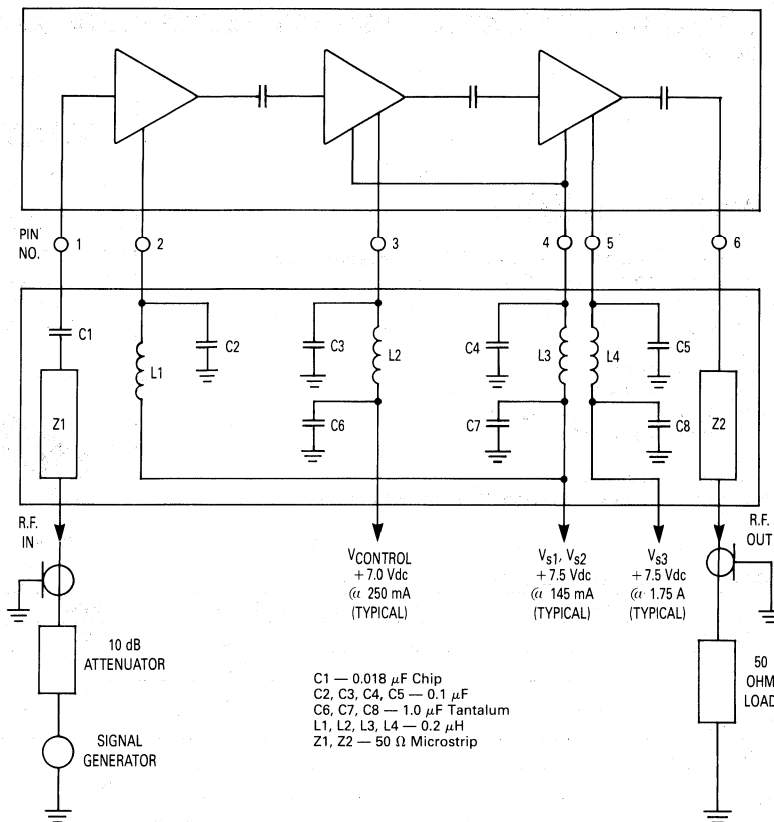 PIN NO. 1 2 3 4 5 6
C1 L1 C2 C3 L2 C4 L3 L4 C5
Z1 C6 C7 C8 Z2
R.F. IN
R.F. OUT
VCONTROL
+7.0 Vdc
@ 250 mA
(TYPICAL)
Vs1, Vs2
+7.5 Vdc
@ 145 mA
(TYPICAL)
Vs3
+7.5 Vdc
@ 1.75 A
(TYPICAL)
10 dB
ATTENUATOR
SIGNAL
GENERATOR
50
OHM
LOAD
C1 — 0.018 μF Chip
C2, C3, C4, C5 — 0.1 μF
C6, C7, C8 — 1.0 μF Tantalum
L1, L2, L3, L4 — 0.2 μH
Z1, Z2 — 50 Ω Microstrip